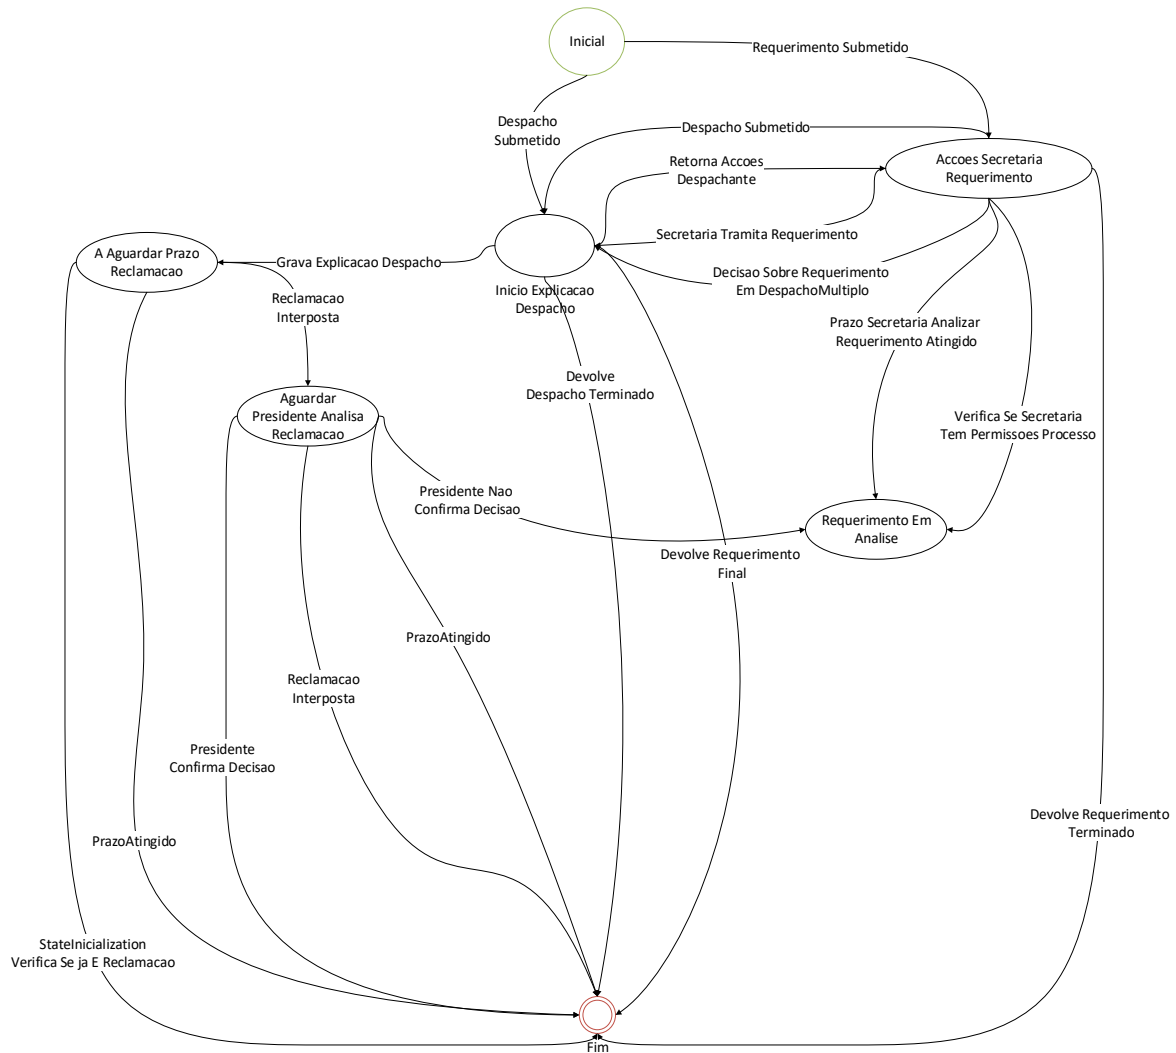 Inicial
Requerimento Submetido
Despacho
Submetido
Despacho Submetido
Retorna Accoes
Despachante
Accoes Secretaria
Requerimento
Secretaria Tramita Requerimento
A Aguardar Prazo
Reclamacao
Grava Explicacao Despacho
Decisao Sobre Requerimento
Em DespachoMultiplo
Inicio Explicacao
Despacho
Reclamacao
Interposta
Prazo Secretaria Analizar
Requerimento Atingido
Devolve
Despacho Terminado
Aguardar
Presidente Analisa
Reclamacao
Verifica Se Secretaria
Tem Permissoes Processo
Presidente Nao
Confirma Decisao
Requerimento Em
Analise
Devolve Requerimento
Final
PrazoAtingido
Reclamacao
Interposta
Presidente
Confirma Decisao
Devolve Requerimento
Terminado
PrazoAtingido
StateInicialization
Verifica Se ja E Reclamacao
Fim